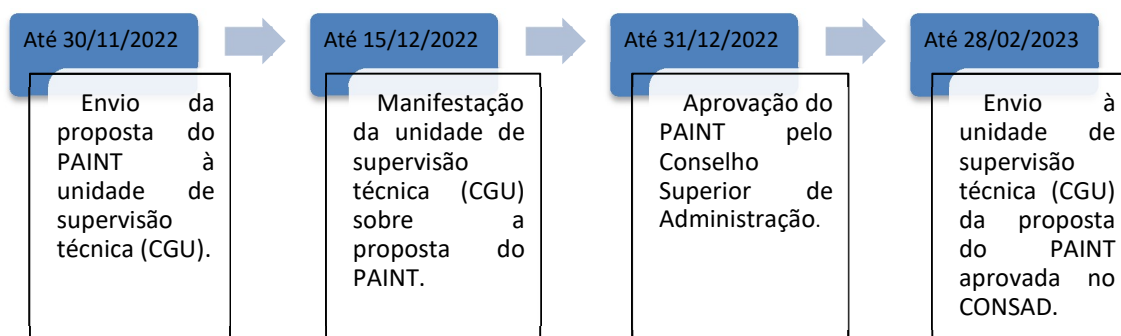 Até 30/11/2022
Envio da
proposta do
PAINT à
unidade de
supervisão
técnica (CGU).
Até 15/12/2022
Manifestação
da unidade de
supervisão
técnica (CGU)
sobre a
proposta do
PAINT.
Até 31/12/2022
Aprovação do
PAINT pelo
Conselho
Superior de
Administração.
Até 28/02/2023
Envio à
unidade de
supervisão
técnica (CGU)
da proposta
do PAINT
aprovada no
CONSAD.